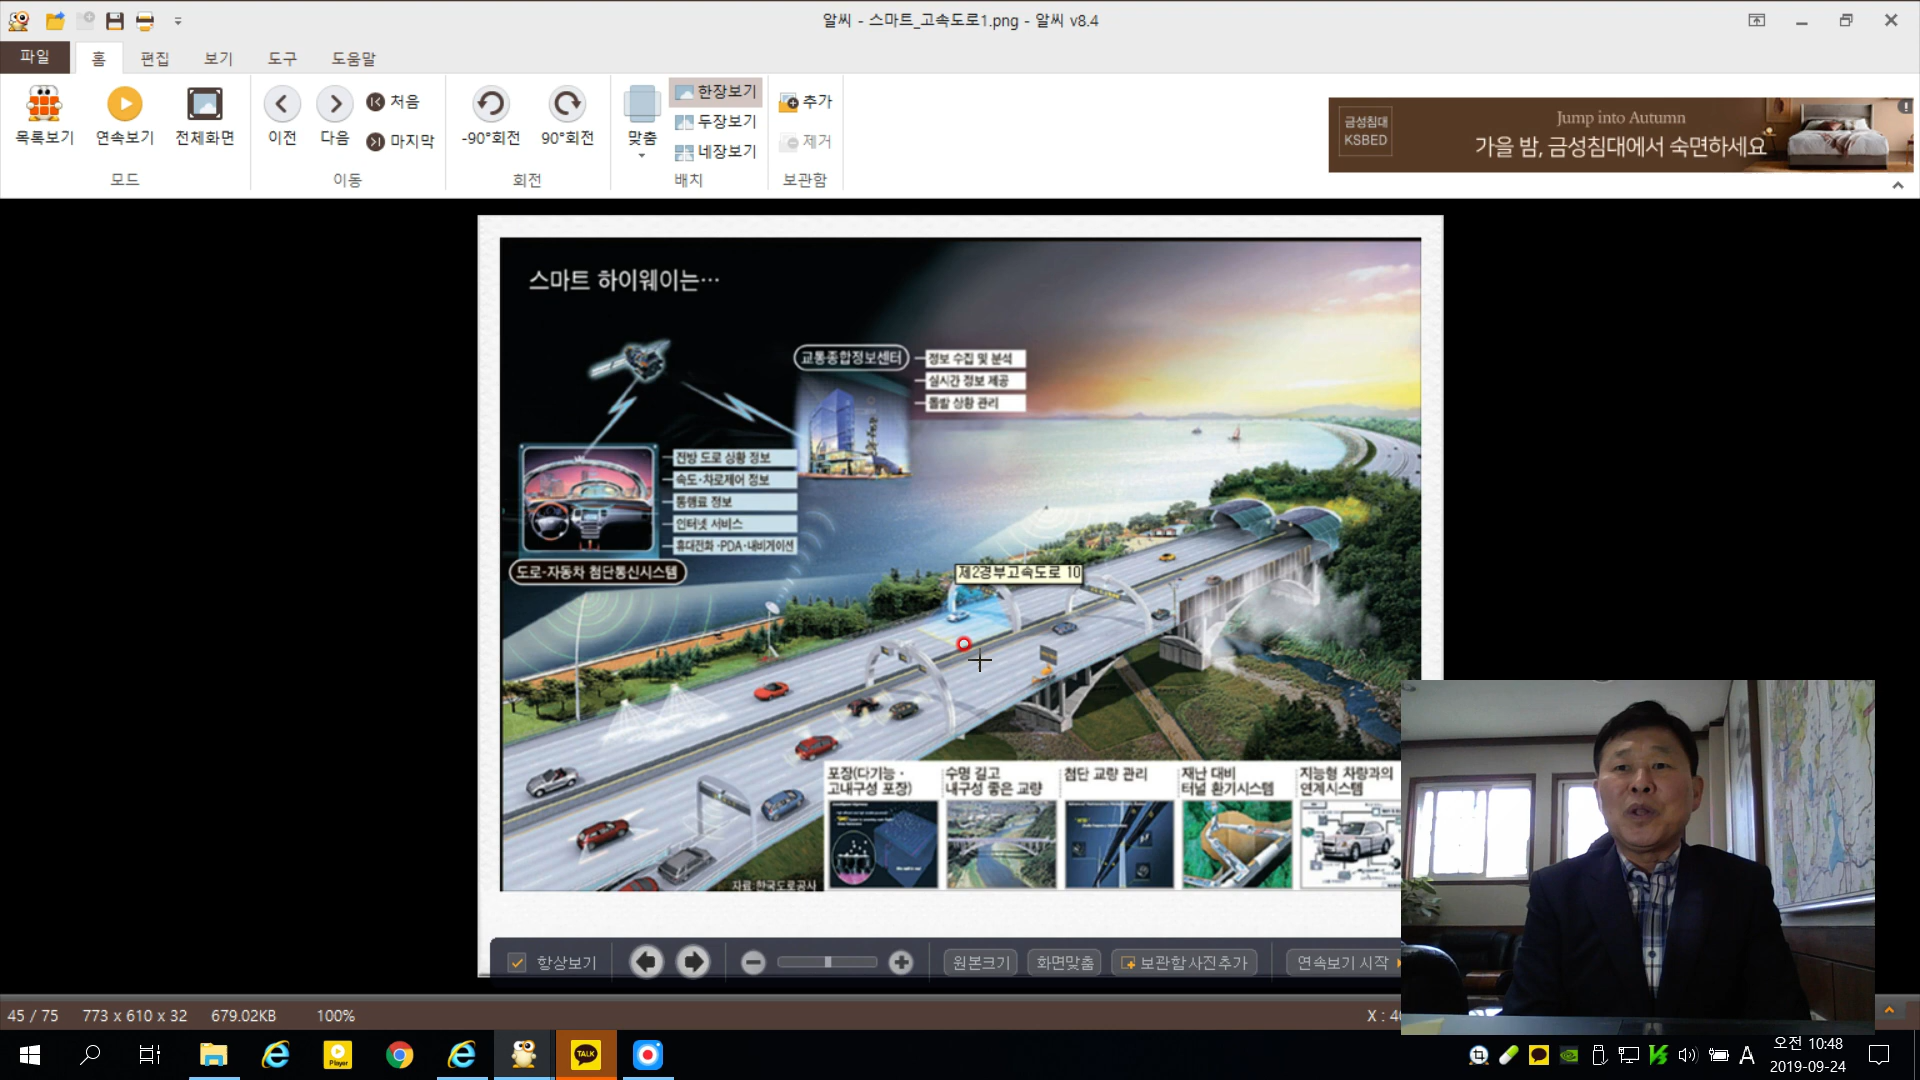 알씨 - 스마트_고속도로1.png - 알씨 v8.4
파일
홈
편집
보기
도구
도움말
목록보기
연속보기
전체화면
모드
이전
다음
처음
마지막
이동
-90°회전
90°회전
회전
맞춤
한장보기
두장보기
네장보기
배치
추가
제거
보관함
금성침대
KSBED
Jump into Autumn
가을 밤, 금성침대에서 숙면하세요
스마트 하이웨이는…
교통종합정보센터
정보 수집 및 분석
실시간 정보 제공
돌발 상황 관리
전방 도로 상황 정보
속도·차로제어 정보
통행료 정보
인터넷 서비스
휴대전화·PDA·내비게이션
도로-자동차 첨단통신시스템
제2경부고속도로 10
포장(다기능·
고내구성 포장)
수명 길고
내구성 좋은 교량
첨단 교량 관리
재난 대비
터널 환기시스템
지능형 차량과의
연계시스템
자료:한국도로공사
항상보기
원본크기
화면맞춤
보관함사진추가
연속보기 시작
45 / 75
773 x 610 x 32
679.02KB
100%
X : 40
Player
TALK
A
오전 10:48
2019-09-24